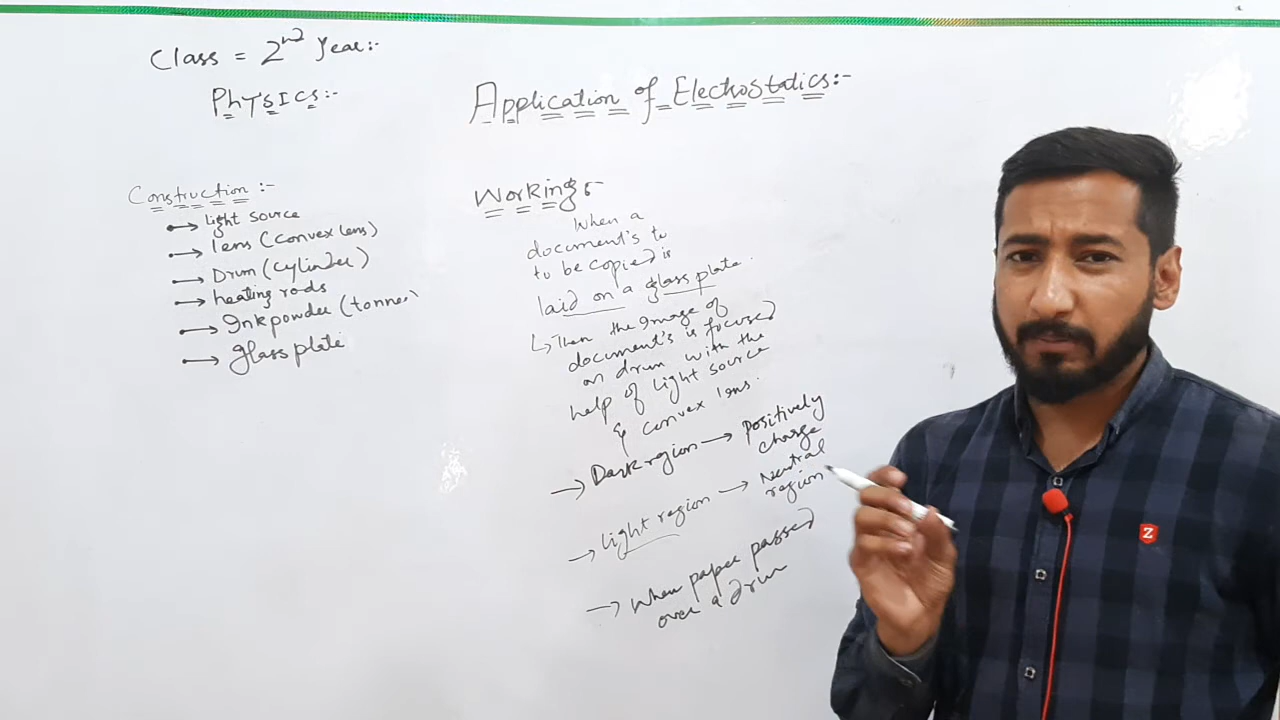 Class = 2nd year:-
Physics:-
Application of Electrostatics:-
Construction:-
→ light source
→ lens (convex lens)
→ Drum (cylinder)
→ heating rods
→ Ink powder (tonner)
→ glass plate
Working:-
When a
document's to
to be copied is
laid on a glass plate.
↳ Then the Image of
document's is focused
on drum with the
help of light source
& convex lens.
→ Dark region → positively
charge
→ light region → Neutral
region
→ When paper passed
over a drum
Z